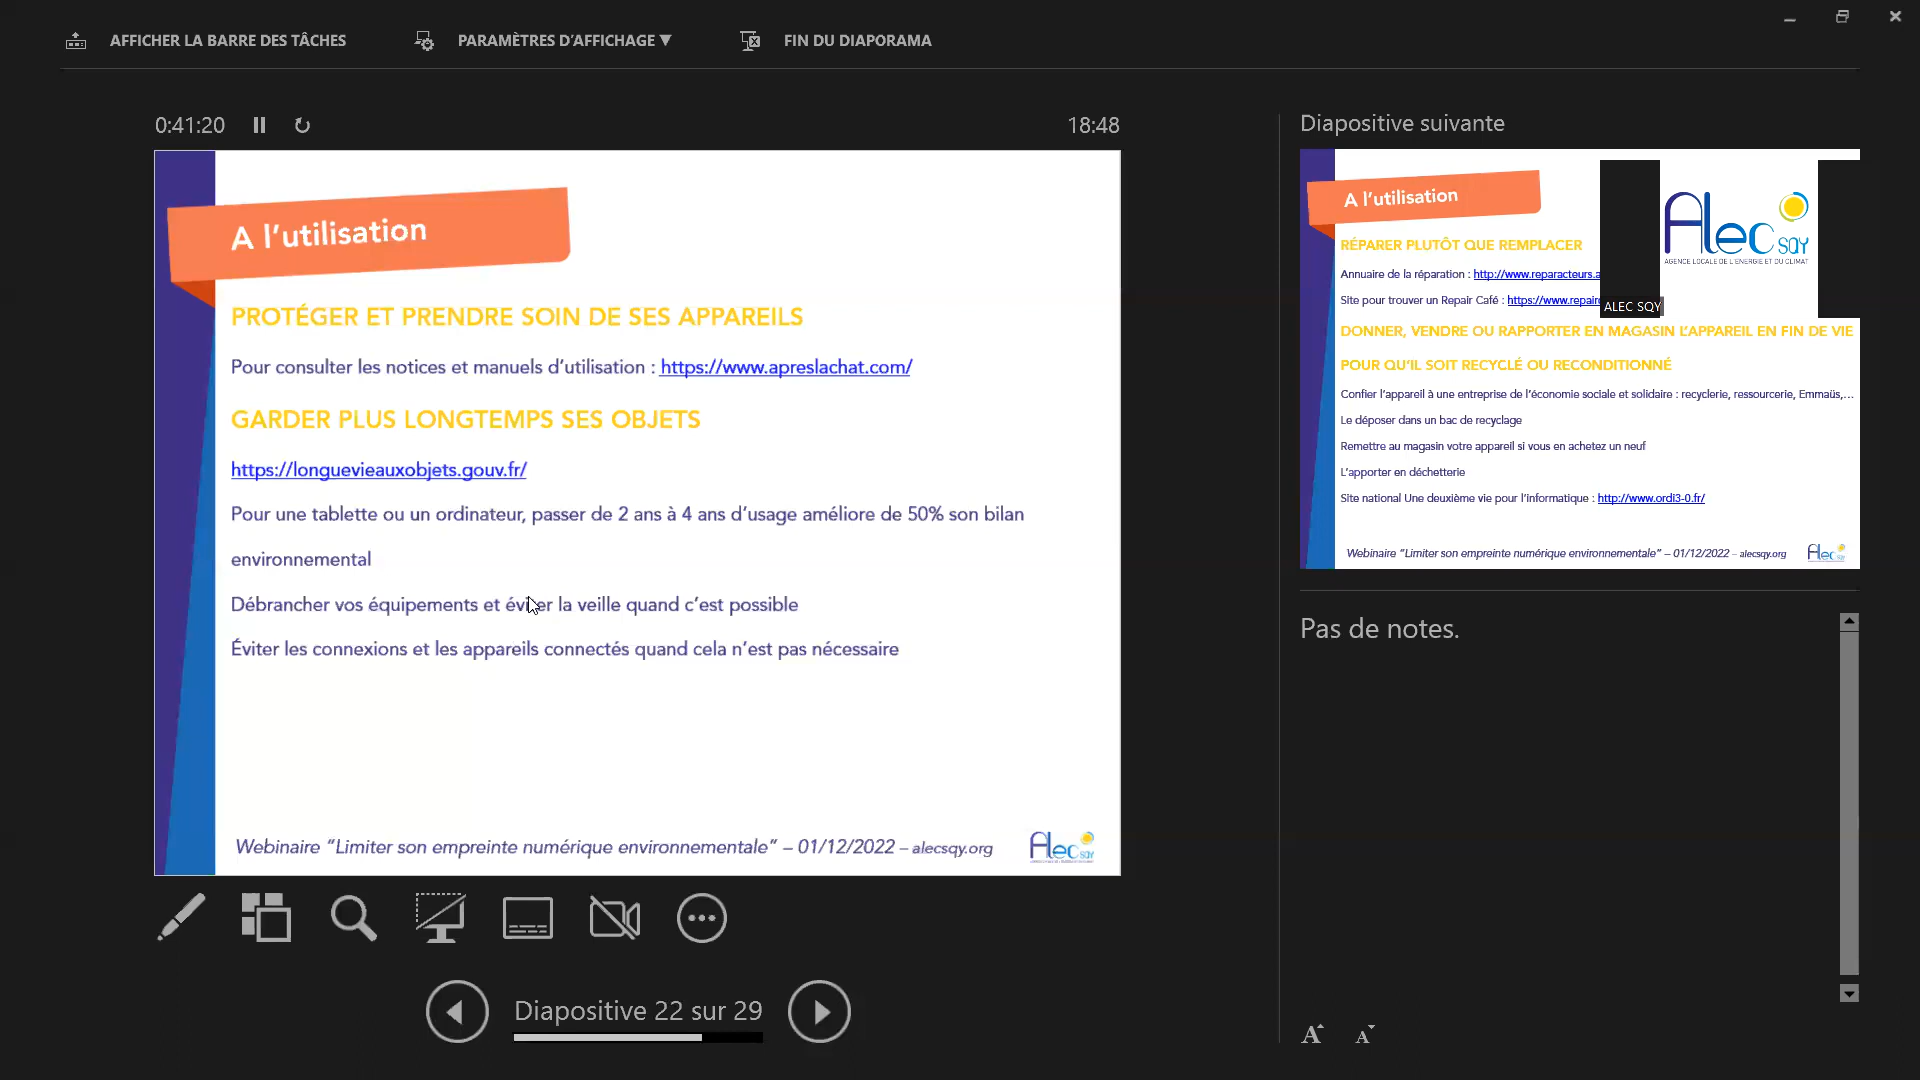 AFFICHER LA BARRE DES TÂCHES
PARAMÈTRES D'AFFICHAGE ▼
FIN DU DIAPORAMA
0:41:20
18:48
A l'utilisation
PROTÉGER ET PRENDRE SOIN DE SES APPAREILS
Pour consulter les notices et manuels d'utilisation : https://www.apreslachat.com/
GARDER PLUS LONGTEMPS SES OBJETS
https://longuevieauxobjets.gouv.fr/
Pour une tablette ou un ordinateur, passer de 2 ans à 4 ans d'usage améliore de 50% son bilan
environnemental
Débrancher vos équipements et éviter la veille quand c'est possible
Éviter les connexions et les appareils connectés quand cela n'est pas nécessaire
Webinaire "Limiter son empreinte numérique environnementale" – 01/12/2022 – alecsqy.org
Alec SQY
Diapositive 22 sur 29
Diapositive suivante
A l'utilisation
RÉPARER PLUTÔT QUE REMPLACER
Annuaire de la réparation : http://www.reparacteurs.a
Site pour trouver un Repair Café : https://www.repair
Alec SQY
AGENCE LOCALE DE L'ENERGIE ET DU CLIMAT
ALEC SQY
DONNER, VENDRE OU RAPPORTER EN MAGASIN L'APPAREIL EN FIN DE VIE
POUR QU'IL SOIT RECYCLÉ OU RECONDITIONNÉ
Confier l'appareil à une entreprise de l'économie sociale et solidaire : recyclerie, ressourcerie, Emmaüs,...
Le déposer dans un bac de recyclage
Remettre au magasin votre appareil si vous en achetez un neuf
L'apporter en déchetterie
Site national Une deuxième vie pour l'informatique : http://www.ordi3-0.fr/
Webinaire "Limiter son empreinte numérique environnementale" – 01/12/2022 – alecsqy.org
Alec
Pas de notes.
A A